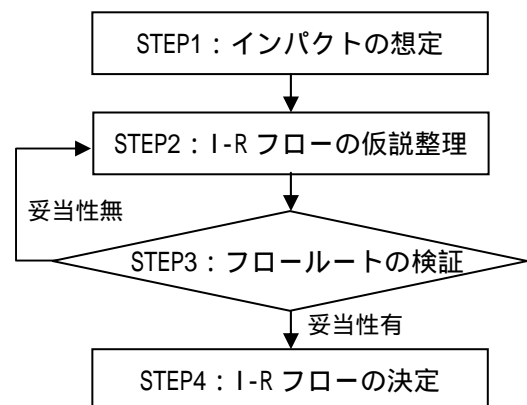 STEP1：インパクトの想定
STEP2：I-R フローの仮説整理
妥当性無
STEP3：フロールートの検証
妥当性有
STEP4：I-R フローの決定